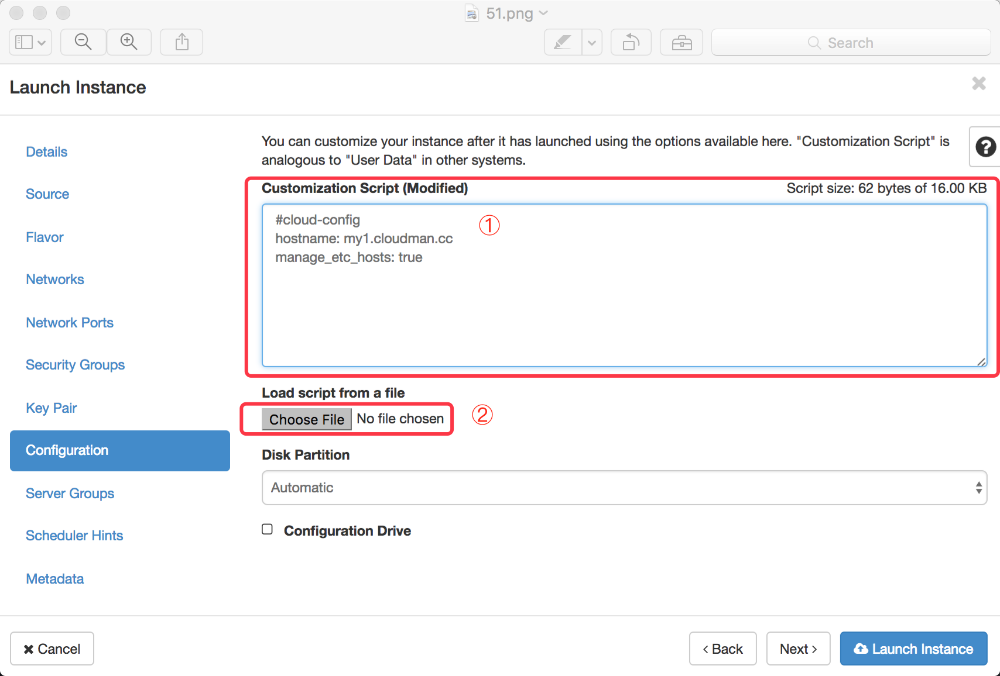 51.png
Search
Launch Instance
Details
Source
Flavor
Networks
Network Ports
Security Groups
Key Pair
Configuration
Server Groups
Scheduler Hints
Metadata
You can customize your instance after it has launched using the options available here. "Customization Script" is
analogous to "User Data" in other systems.
Customization Script (Modified)
Script size: 62 bytes of 16.00 KB
#cloud-config
hostname: my1.cloudman.cc
manage_etc_hosts: true
①
Load script from a file
Choose File No file chosen
②
Disk Partition
Automatic
Configuration Drive
Cancel
‹ Back
Next ›
Launch Instance